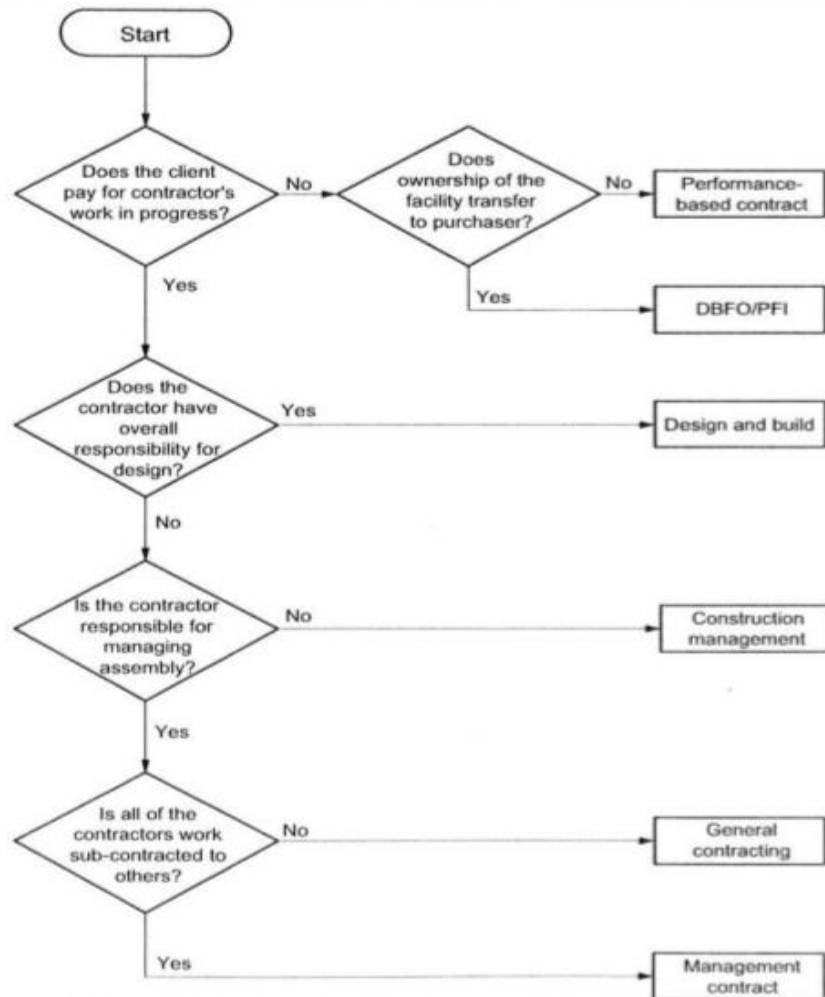 Start
Does the client
pay for contractor's
work in progress?
No
Does
ownership of the
facility transfer
to purchaser?
No
Performance-
based contract
Yes
Yes
DBFO/PFI
Does the
contractor have
overall
responsibility for
design?
Yes
Design and build
No
Is the contractor
responsible for
managing
assembly?
No
Construction
management
Yes
Is all of the
contractors work
sub-contracted to
others?
No
General
contracting
Yes
Management
contract